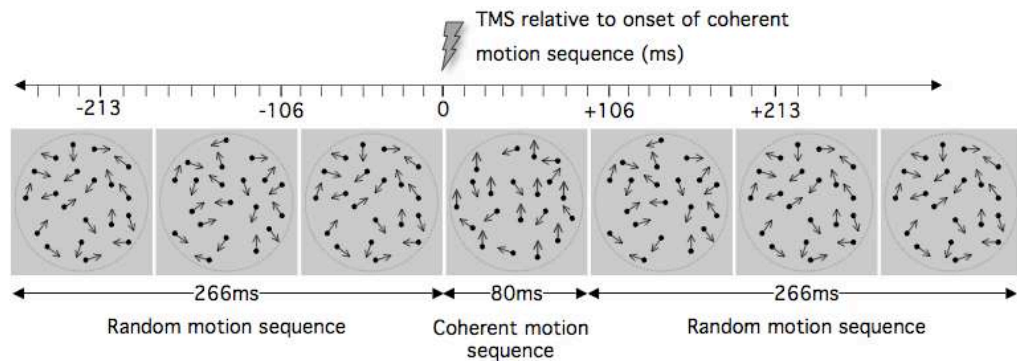 TMS relative to onset of coherent
motion sequence (ms)
-213 -106 0 +106 +213
266ms 80ms 266ms
Random motion sequence Coherent motion Random motion sequence
sequence